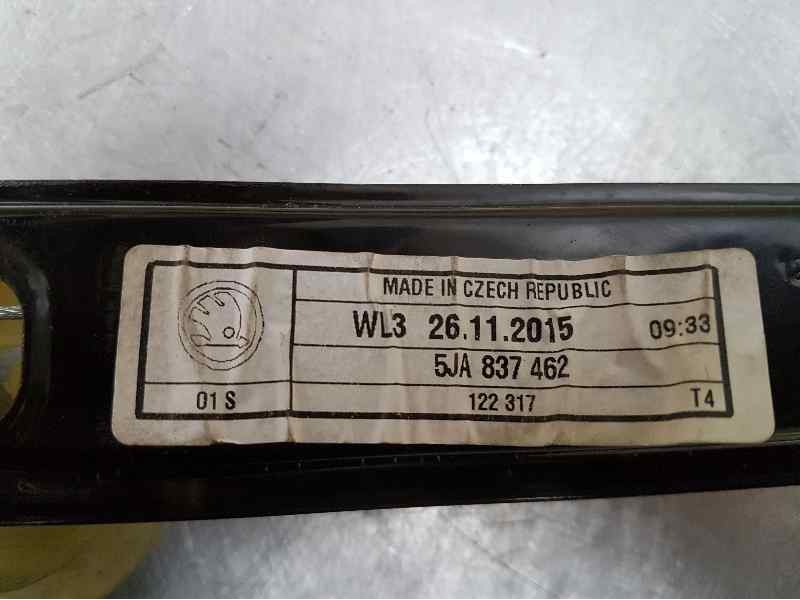 MADE IN CZECH REPUBLIC
WL3 26.11.2015 09:33
5JA 837 462
01 S 122 317 T4